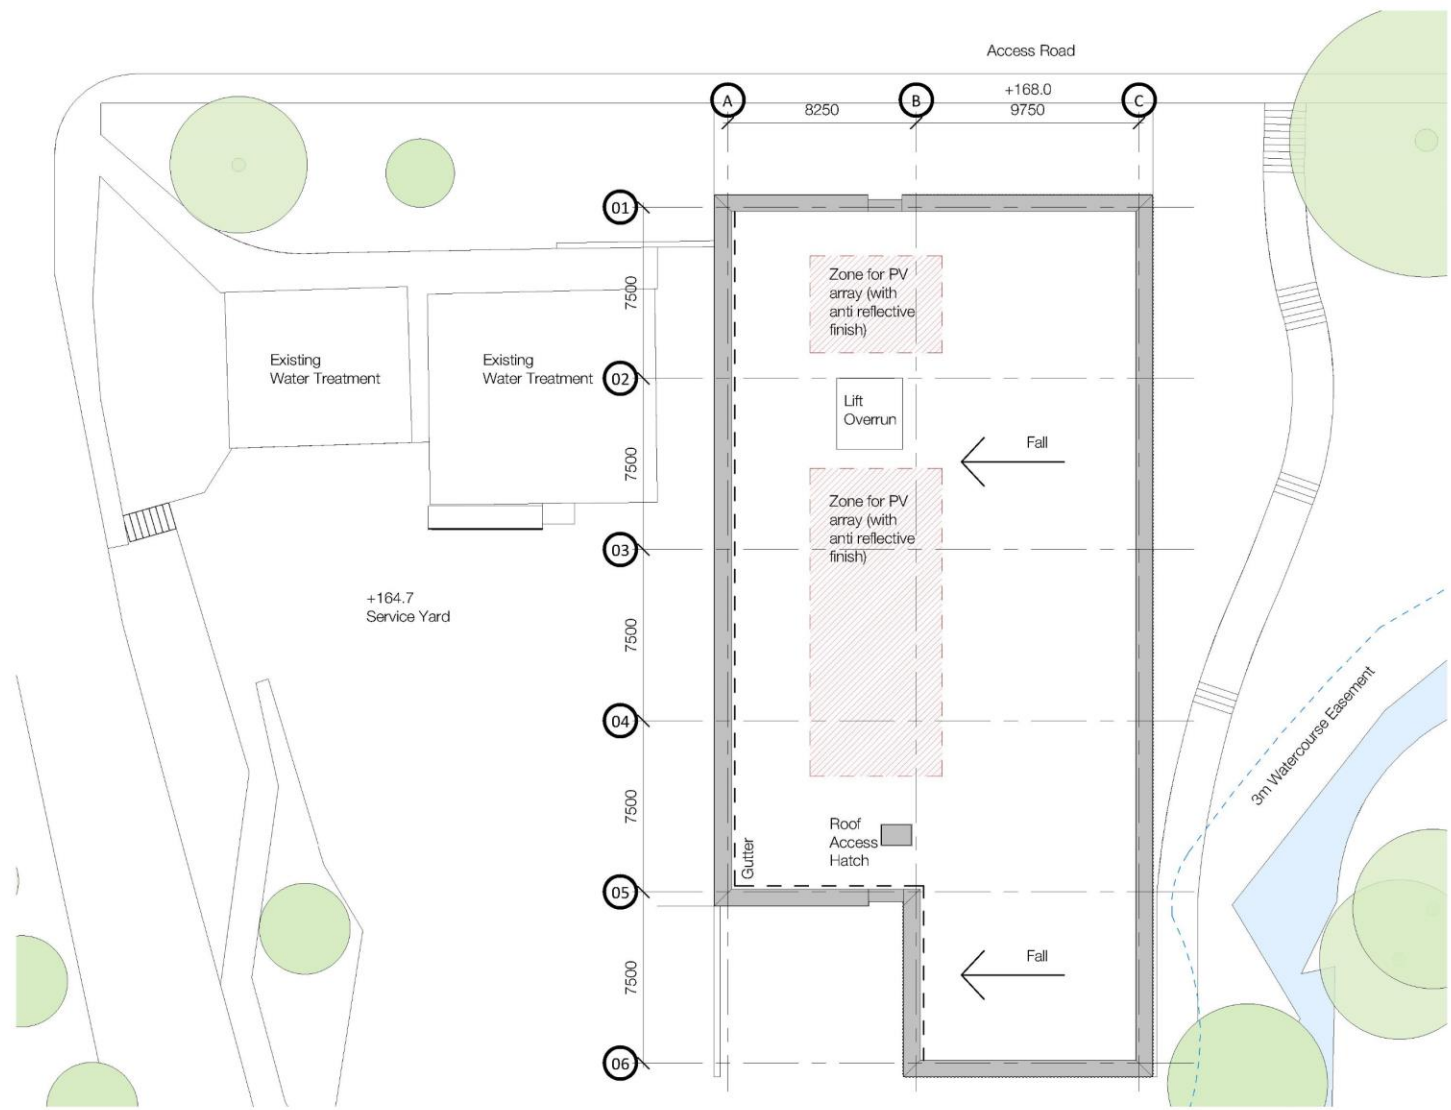 Access Road
+168.0
A
8250
B
9750
C
01
7500
Zone for PV
array (with
anti reflective
finish)
Existing
Water Treatment
Existing
Water Treatment
02
Lift
Overrun
Fall
7500
Zone for PV
array (with
anti reflective
finish)
03
+164.7
Service Yard
7500
04
3m Watercourse Easement
7500
Roof
Access
Hatch
Gutter
05
Fall
7500
06